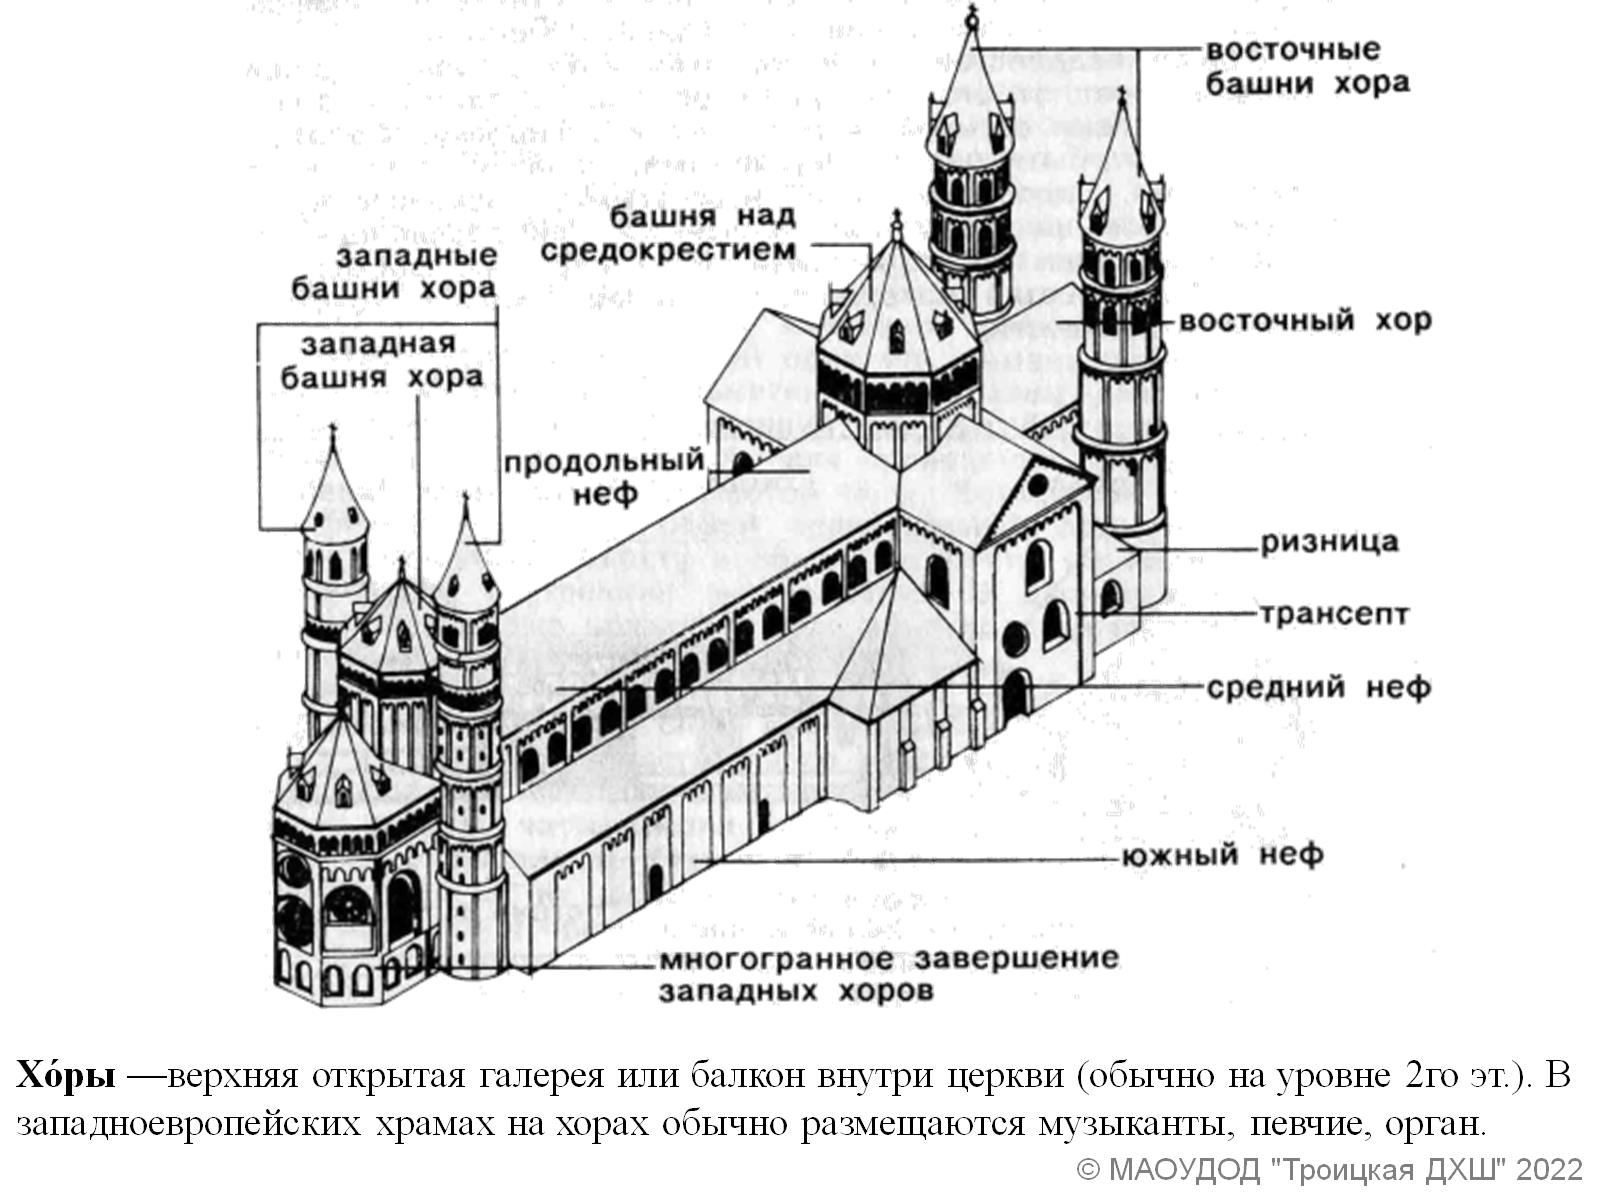 восточные
башни хора
башня над
средокрестием
западные
башни хора
западная
башня хора
восточный хор
продольный
неф
ризница
трансепт
средний неф
южный неф
многогранное завершение
западных хоров
Хо́ры —верхняя открытая галерея или балкон внутри церкви (обычно на уровне 2го эт.). В
западноевропейских храмах на хорах обычно размещаются музыканты, певчие, орган.
© МАОУДОД "Троицкая ДХШ" 2022